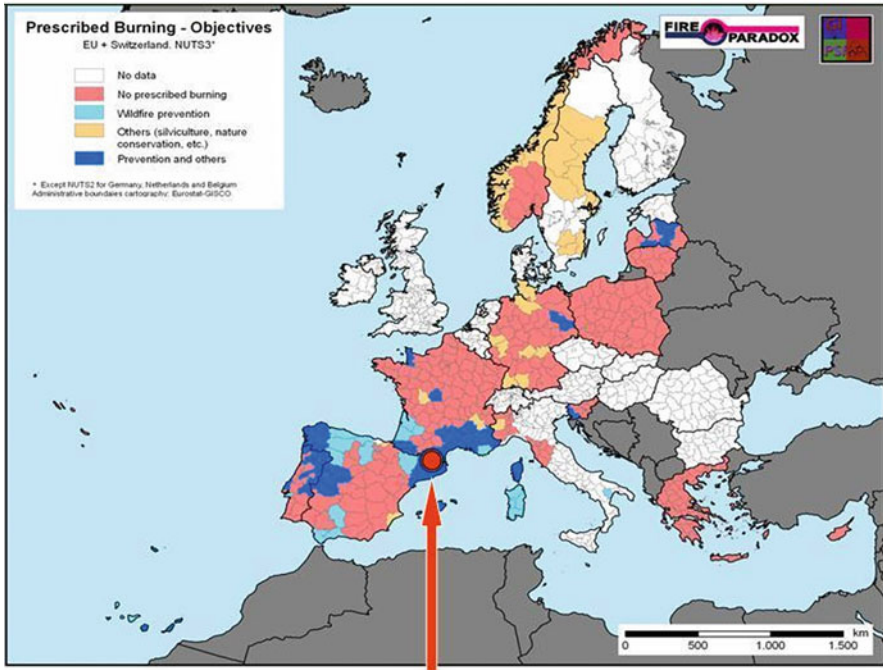 Prescribed Burning - Objectives
EU + Switzerland. NUTS3*
No data
No prescribed burning
Wildfire prevention
Others (silviculture, nature
conservation, etc.)
Prevention and others
* Except NUTS2 for Germany, Netherlands and Belgium
Administrative boundaies cartography: Eurostat-GISCO
FIRE
PARADOX
km
0 500 1.000 1.500